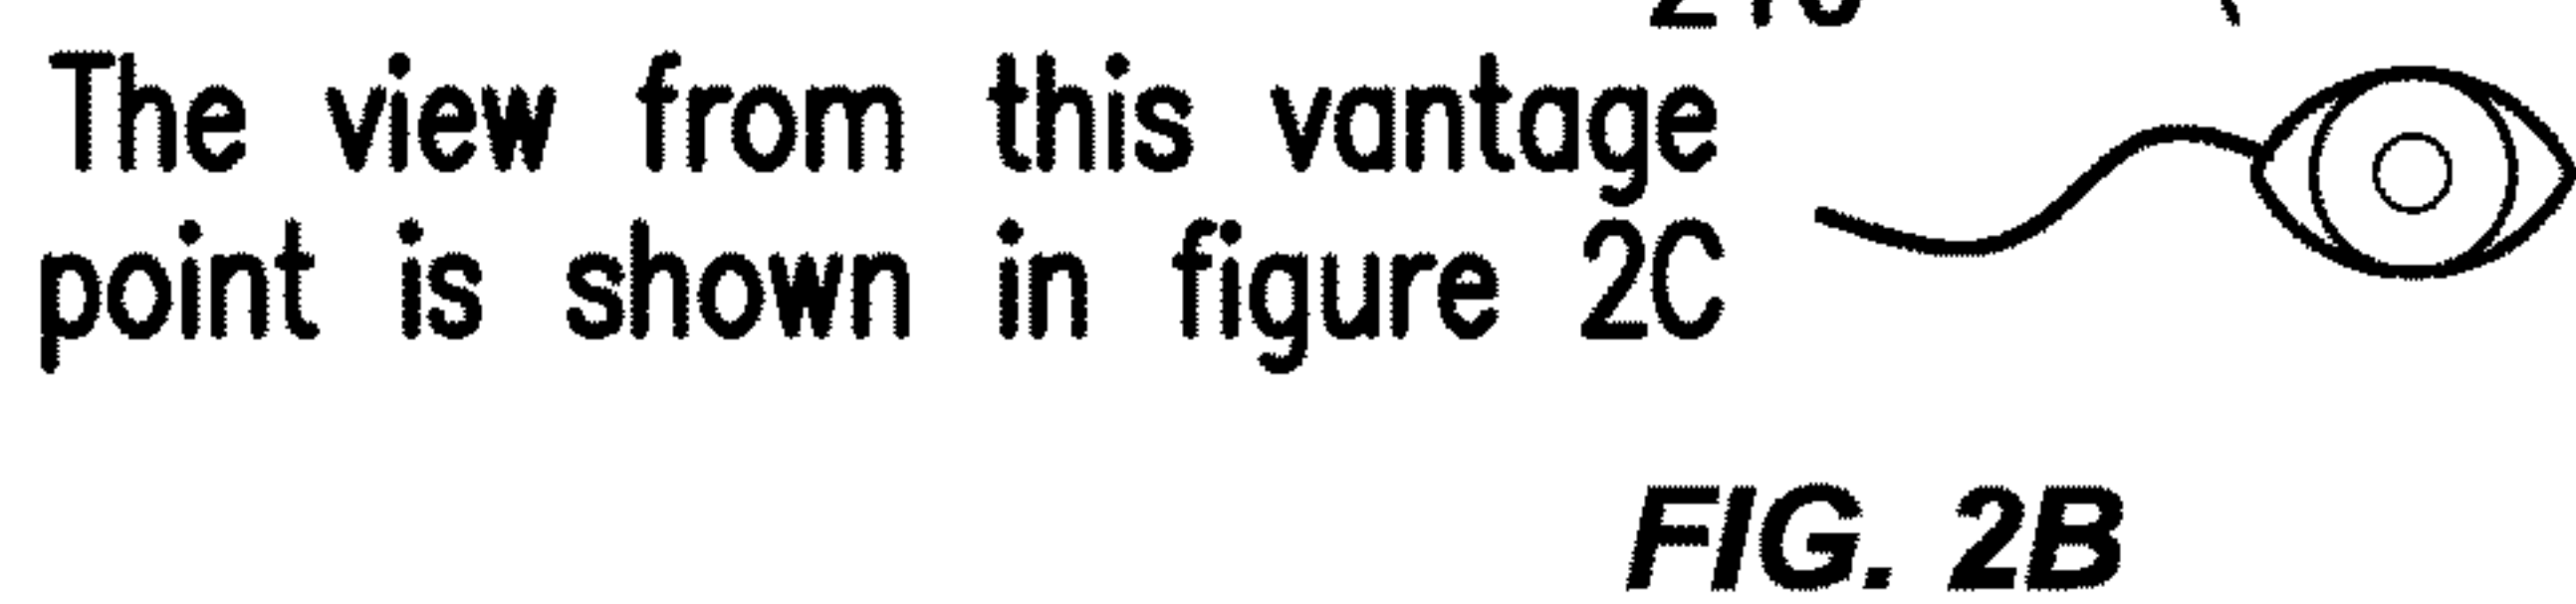 The view from this vantage
point is shown in figure 2C
FIG. 2B